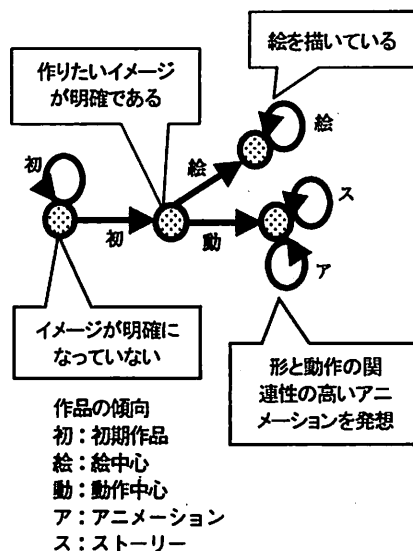 絵を描いている
作りたいイメージ
が明確である
絵
初
絵
ス
初
動
ア
イメージが明確に
なっていない
形と動作の関
連性の高いアニ
メーションを発想
作品の傾向
初：初期作品
絵：絵中心
動：動作中心
ア：アニメーション
ス：ストーリー